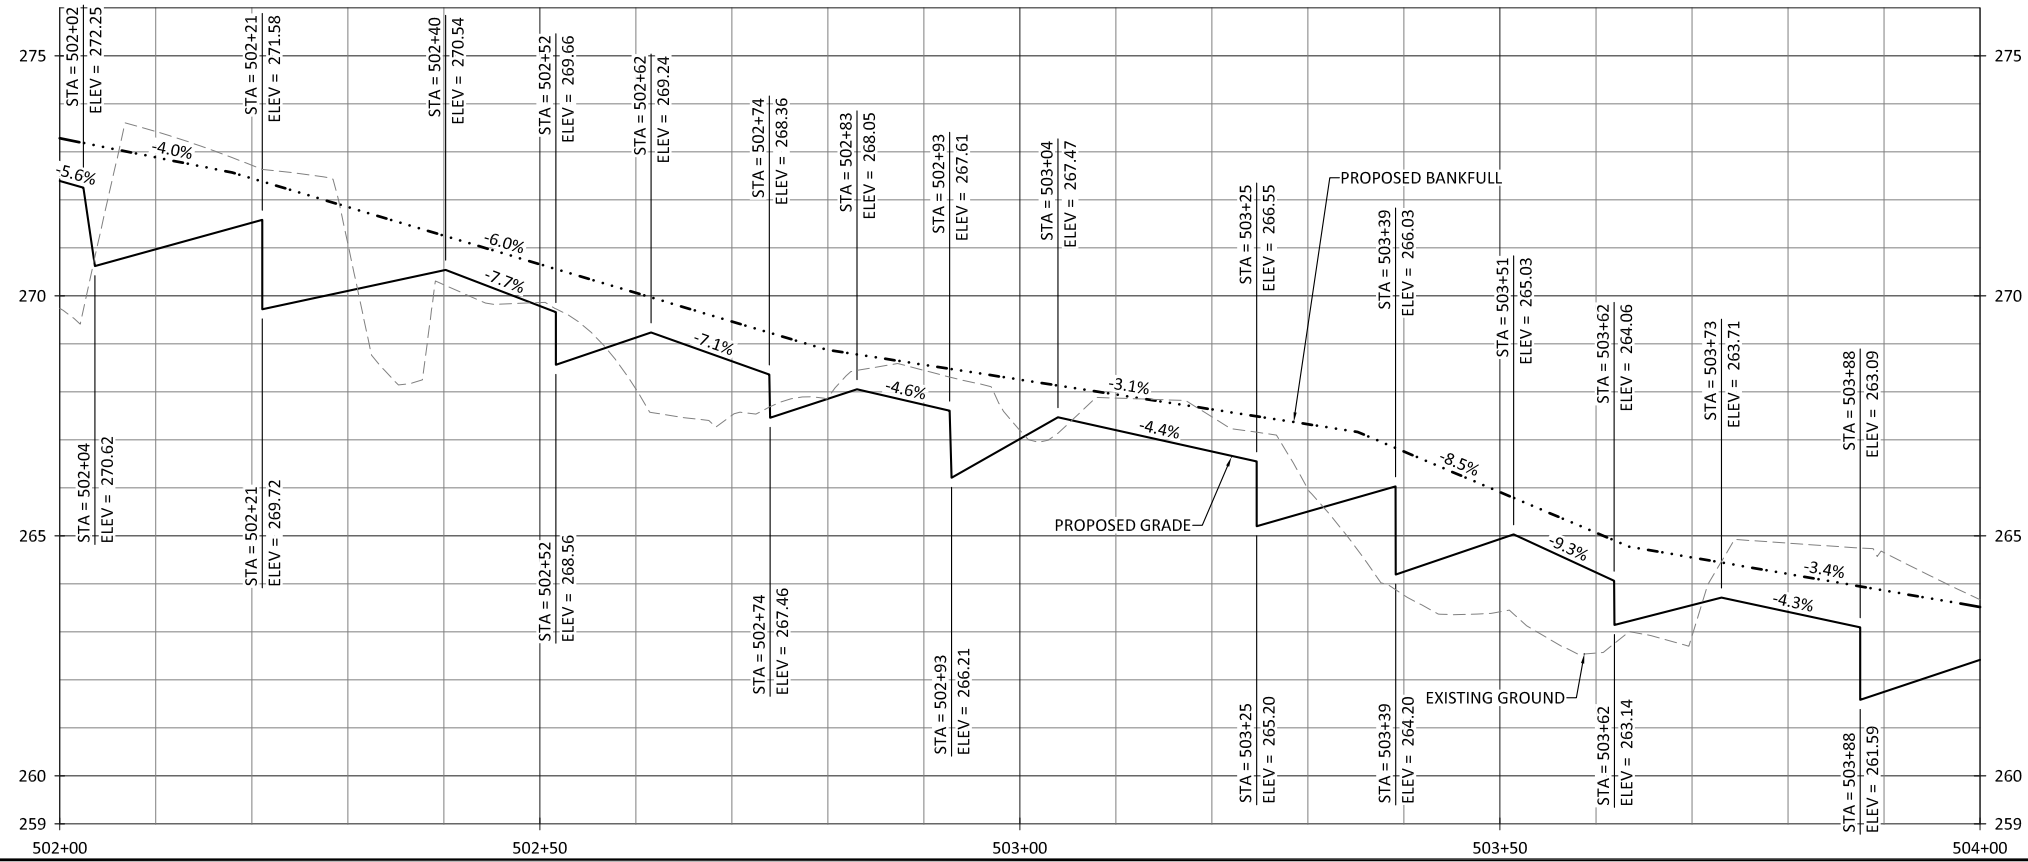 STA = 502+02
ELEV = 272.25
STA = 502+21
ELEV = 271.58
STA = 502+40
ELEV = 270.54
STA = 502+52
ELEV = 269.66
STA = 502+62
ELEV = 269.24
STA = 502+74
ELEV = 268.36
STA = 502+83
ELEV = 268.05
STA = 502+93
ELEV = 267.61
STA = 503+04
ELEV = 267.47
STA = 503+25
ELEV = 266.55
STA = 503+39
ELEV = 266.03
STA = 503+51
ELEV = 265.03
STA = 503+62
ELEV = 264.06
STA = 503+73
ELEV = 263.71
STA = 503+88
ELEV = 263.09
275
275
270
270
265
265
260
260
259
259
-5.6%
-4.0%
-6.0%
-7.7%
-7.1%
-4.6%
-3.1%
-4.4%
-8.5%
-9.3%
-3.4%
-4.3%
PROPOSED BANKFULL
PROPOSED GRADE
EXISTING GROUND
STA = 502+04
ELEV = 270.62
STA = 502+21
ELEV = 269.72
STA = 502+52
ELEV = 268.56
STA = 502+74
ELEV = 267.46
STA = 502+93
ELEV = 266.21
STA = 503+25
ELEV = 265.20
STA = 503+39
ELEV = 264.20
STA = 503+62
ELEV = 263.14
STA = 503+88
ELEV = 261.59
502+00
502+50
503+00
503+50
504+00